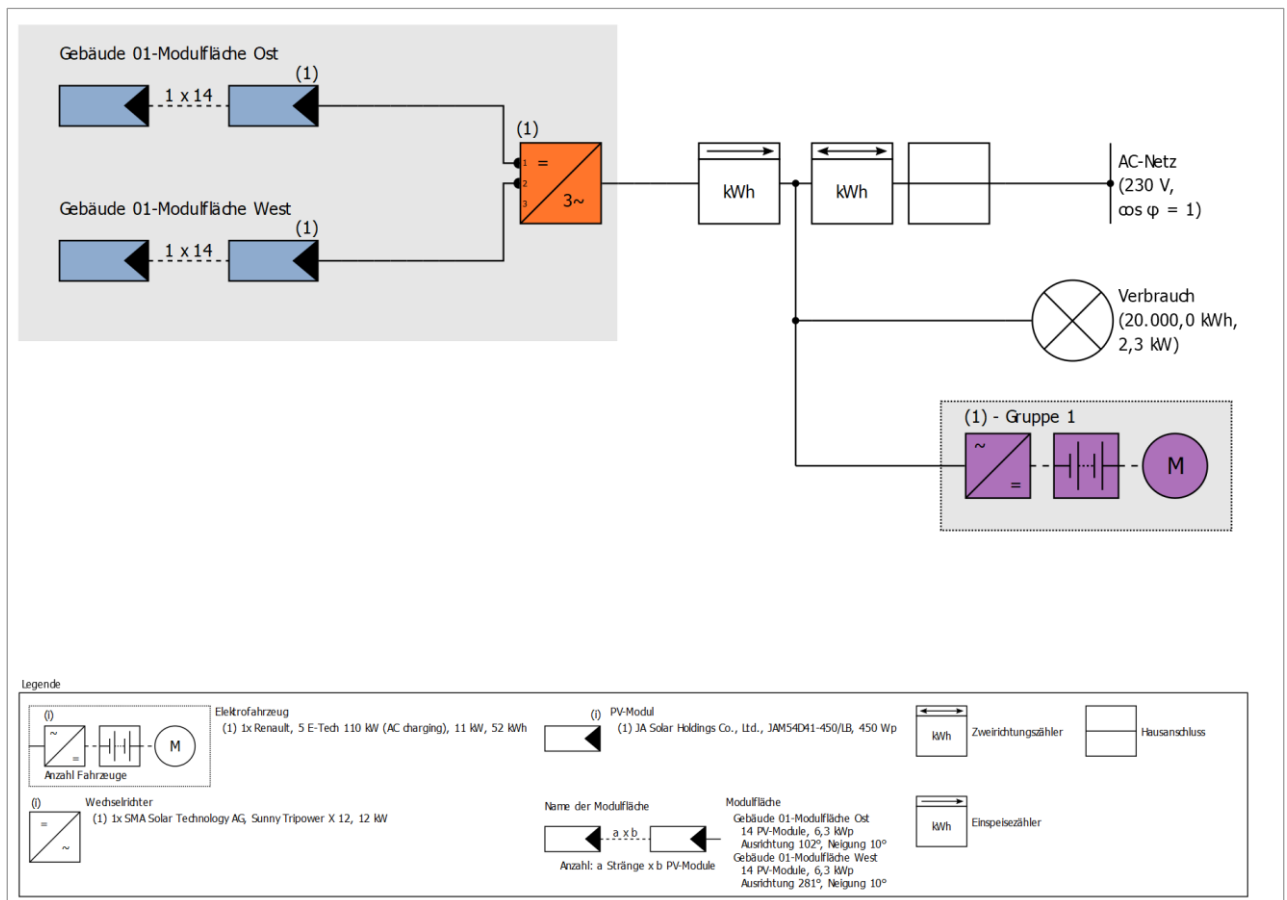 Gebäude 01-Modulfläche Ost
(1)
1 x 14
(1)
1
=
2
3
3~
Gebäude 01-Modulfläche West
(1)
1 x 14
kWh
kWh
AC-Netz
(230 V,
cos φ = 1)
Verbrauch
(20.000,0 kWh,
2,3 kW)
(1) - Gruppe 1
~
=
M
Legende
(i)
~
=
M
Anzahl Fahrzeuge
Elektrofahrzeug
(1) 1x Renault, 5 E-Tech 110 kW (AC charging), 11 kW, 52 kWh
(i)
=
~
Wechselrichter
(1) 1x SMA Solar Technology AG, Sunny Tripower X 12, 12 kW
(i)
PV-Modul
(1) JA Solar Holdings Co., Ltd., JAM54D41-450/LB, 450 Wp
Name der Modulfläche
a x b
Anzahl: a Stränge x b PV-Module
Modulfläche
Gebäude 01-Modulfläche Ost
14 PV-Module, 6,3 kWp
Ausrichtung 102°, Neigung 10°
Gebäude 01-Modulfläche West
14 PV-Module, 6,3 kWp
Ausrichtung 281°, Neigung 10°
kWh
Zweirichtungszähler
Hausanschluss
kWh
Einspeisezähler